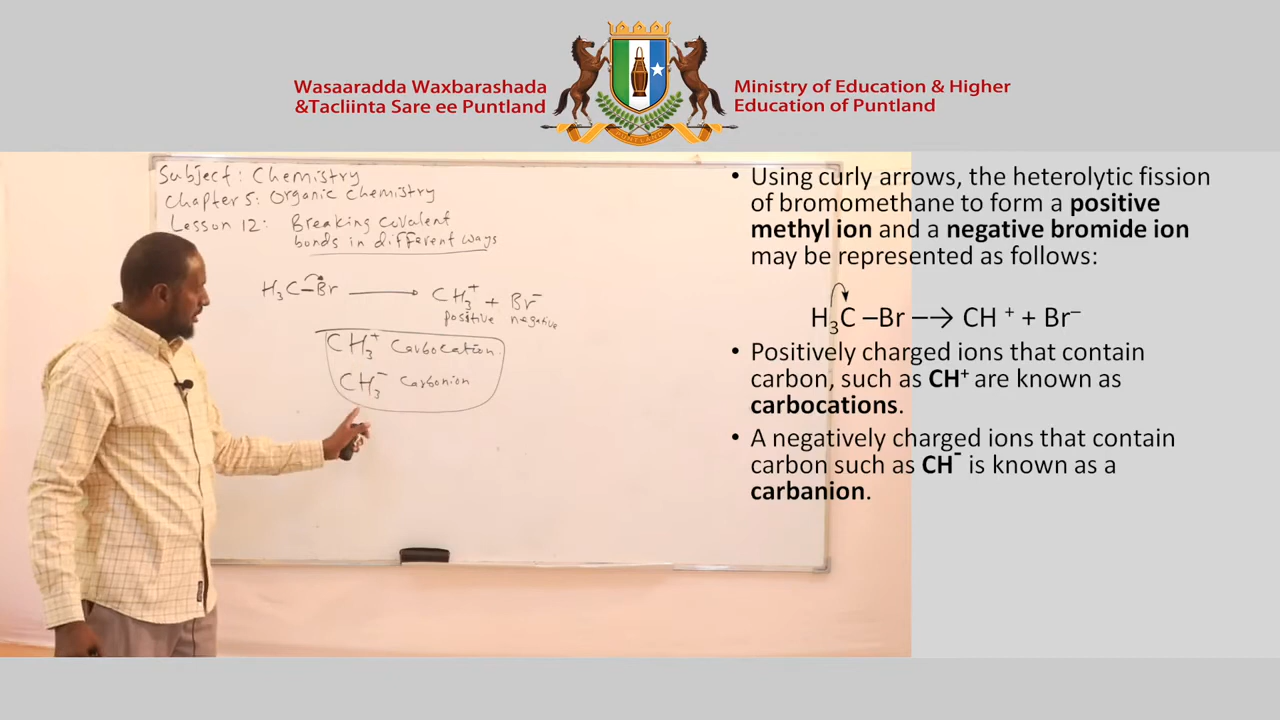 Wasaaradda Waxbarashada
&Tacliinta Sare ee Puntland
Ministry of Education & Higher
Education of Puntland
PUNTLAND
Subject: Chemistry
Chapter 5: Organic Chemistry
Lesson 12: Breaking Covalent
bonds in different ways
H₃C–Br ⟶ CH₃⁺ + Br⁻
positive negative
CH₃⁺ Carbocation
CH₃⁻ Carbonion
• Using curly arrows, the heterolytic fission
of bromomethane to form a positive
methyl ion and a negative bromide ion
may be represented as follows:
H₃C –Br –→ CH ⁺ + Br⁻
• Positively charged ions that contain
carbon, such as CH⁺ are known as
carbocations.
• A negatively charged ions that contain
carbon such as CH⁻ is known as a
carbanion.